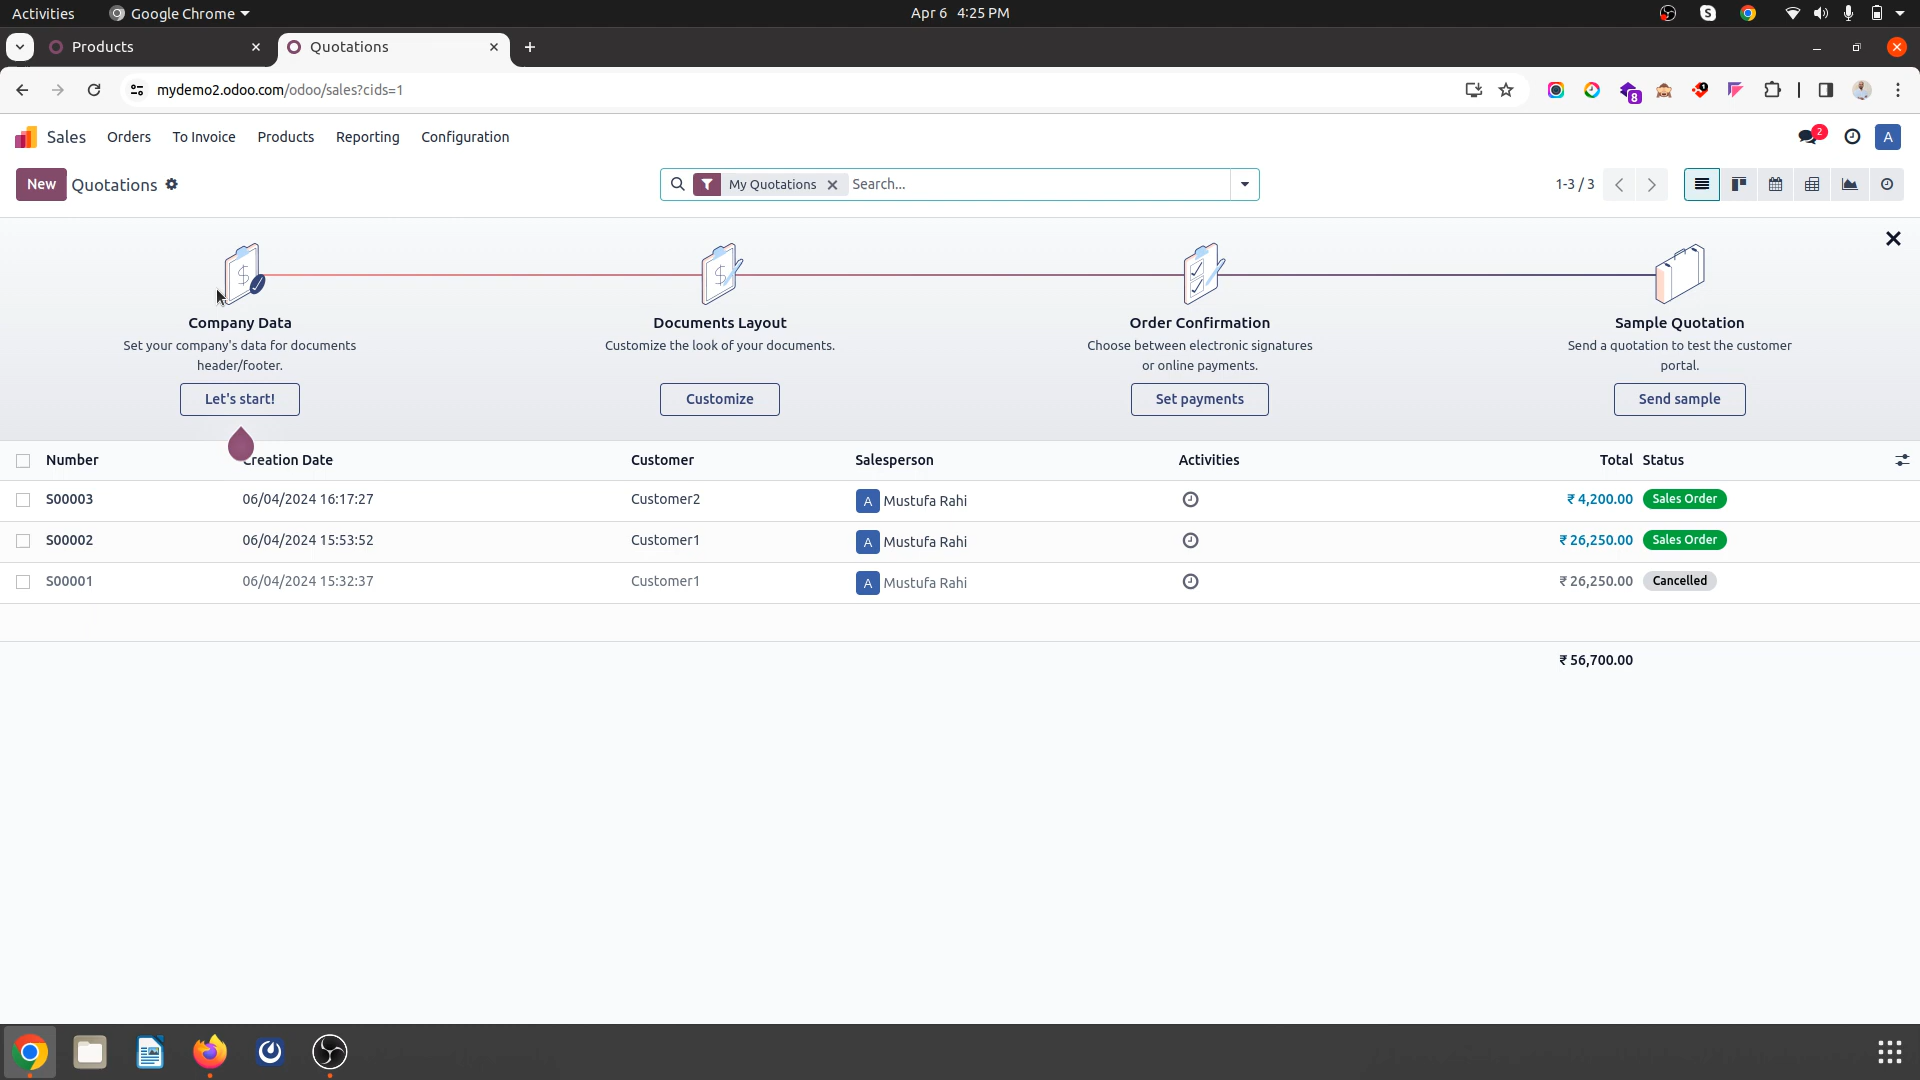 Activities Google Chrome Apr 6 4:25 PM
Products Quotations
mydemo2.odoo.com/odoo/sales?cids=1 8
Sales Orders To Invoice Products Reporting Configuration 2 A
New Quotations My Quotations Search... 1-3 / 3
Company Data Documents Layout Order Confirmation Sample Quotation
Set your company's data for documents Customize the look of your documents. Choose between electronic signatures Send a quotation to test the customer
header/footer. or online payments. portal.
Let's start! Customize Set payments Send sample
Number Creation Date Customer Salesperson Activities Total Status
S00003 06/04/2024 16:17:27 Customer2 A Mustufa Rahi ₹ 4,200.00 Sales Order
S00002 06/04/2024 15:53:52 Customer1 A Mustufa Rahi ₹ 26,250.00 Sales Order
S00001 06/04/2024 15:32:37 Customer1 A Mustufa Rahi ₹ 26,250.00 Cancelled
₹ 56,700.00